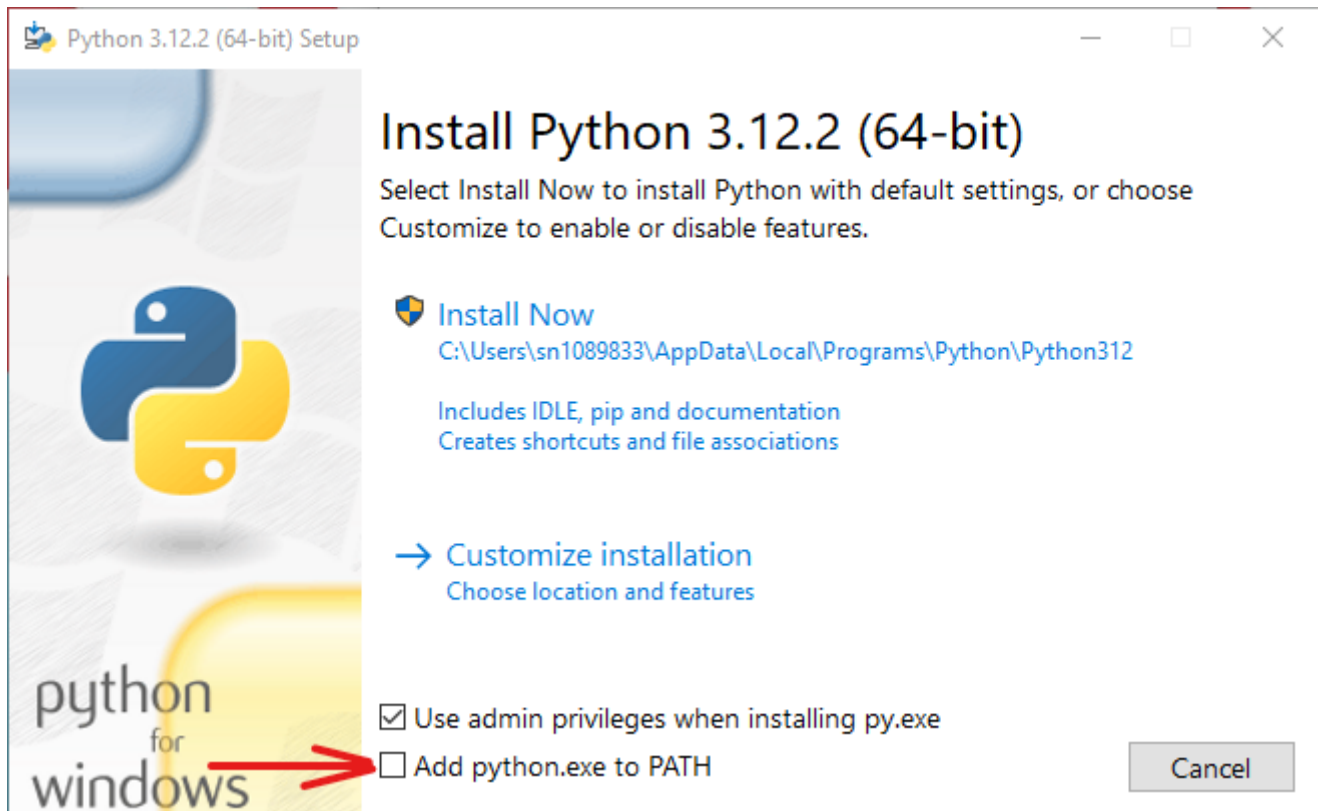 Python 3.12.2 (64-bit) Setup
Install Python 3.12.2 (64-bit)
Select Install Now to install Python with default settings, or choose
Customize to enable or disable features.
Install Now
C:\Users\sn1089833\AppData\Local\Programs\Python\Python312
Includes IDLE, pip and documentation
Creates shortcuts and file associations
Customize installation
Choose location and features
python
for
windows
Use admin privileges when installing py.exe
Add python.exe to PATH
Cancel